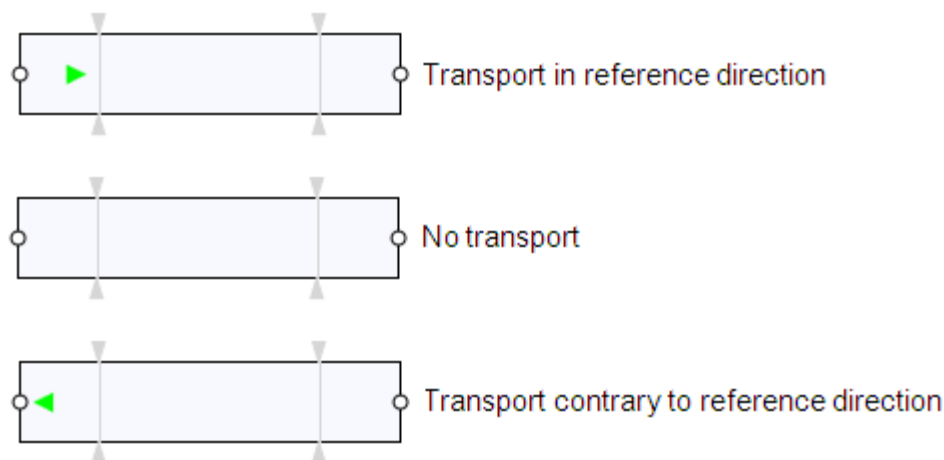 Transport in reference direction
No transport
Transport contrary to reference direction